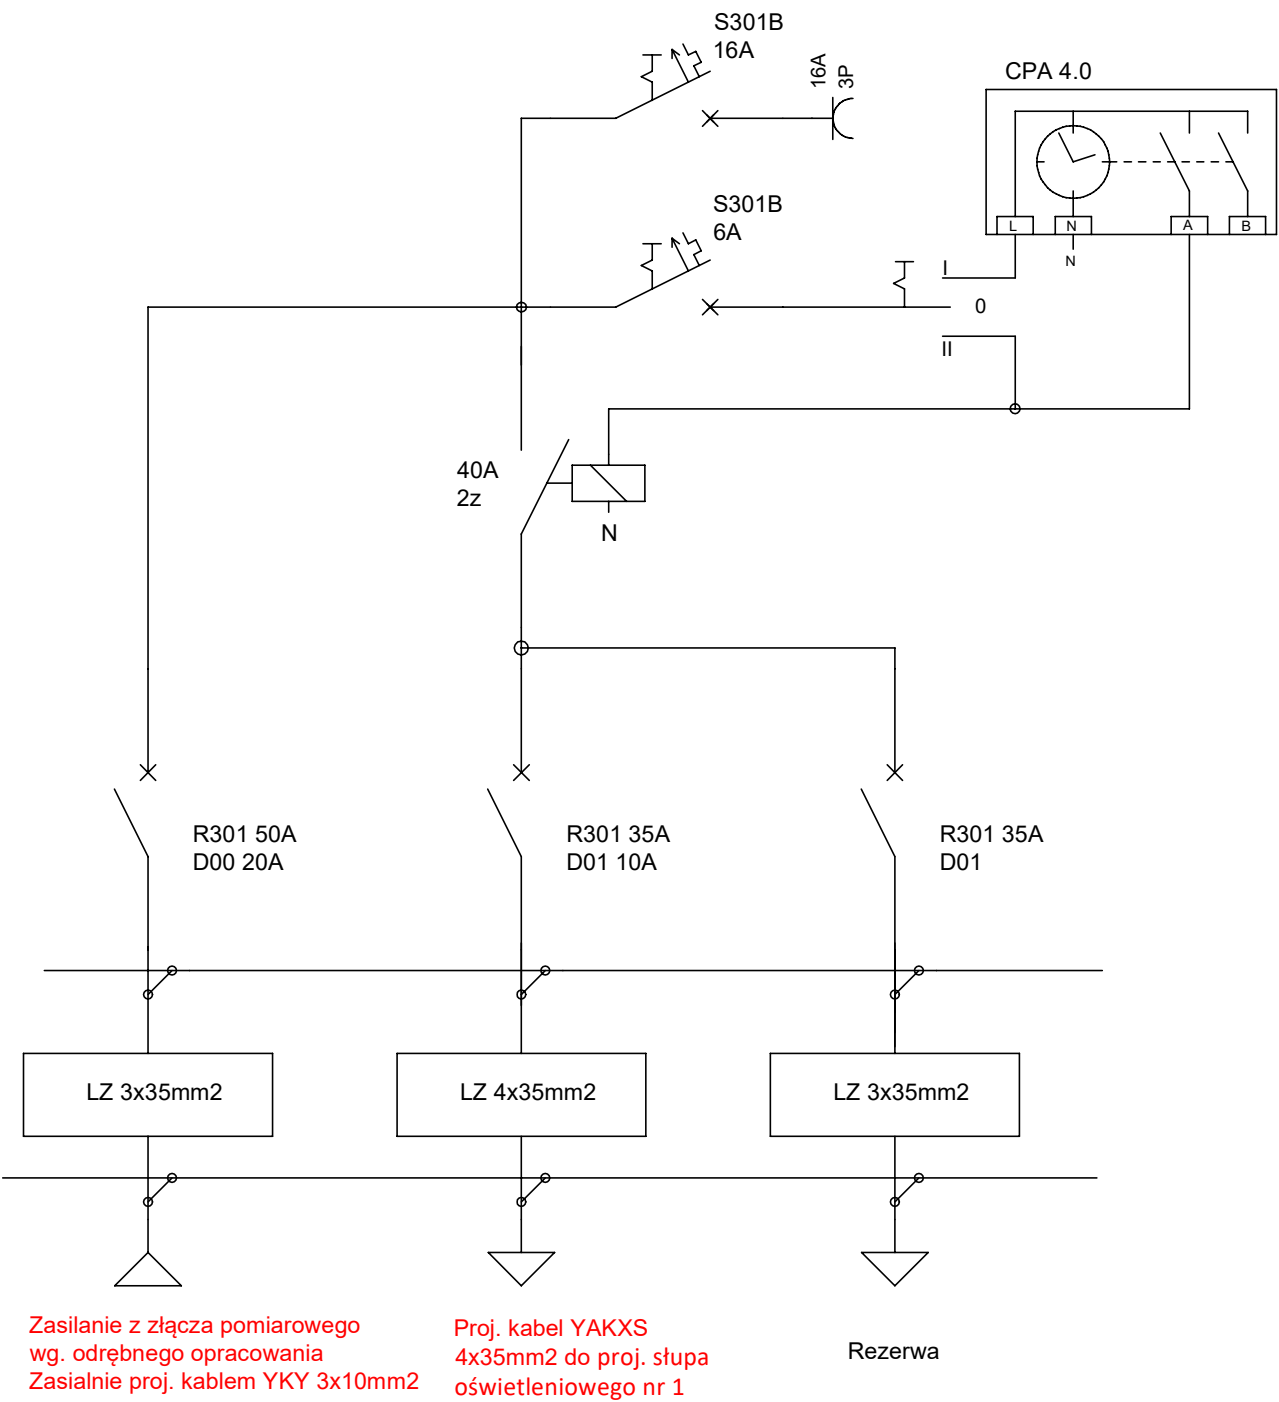 S301B
16A
16A
3P
CPA 4.0
L
N
A
B
N
S301B
6A
I
0
II
40A
2z
N
R301 50A
D00 20A
R301 35A
D01 10A
R301 35A
D01
LZ 3x35mm2
LZ 4x35mm2
LZ 3x35mm2
Zasilanie z złącza pomiarowego
wg. odrębnego opracowania
Zasialnie proj. kablem YKY 3x10mm2
Proj. kabel YAKXS
4x35mm2 do proj. słupa
oświetleniowego nr 1
Rezerwa